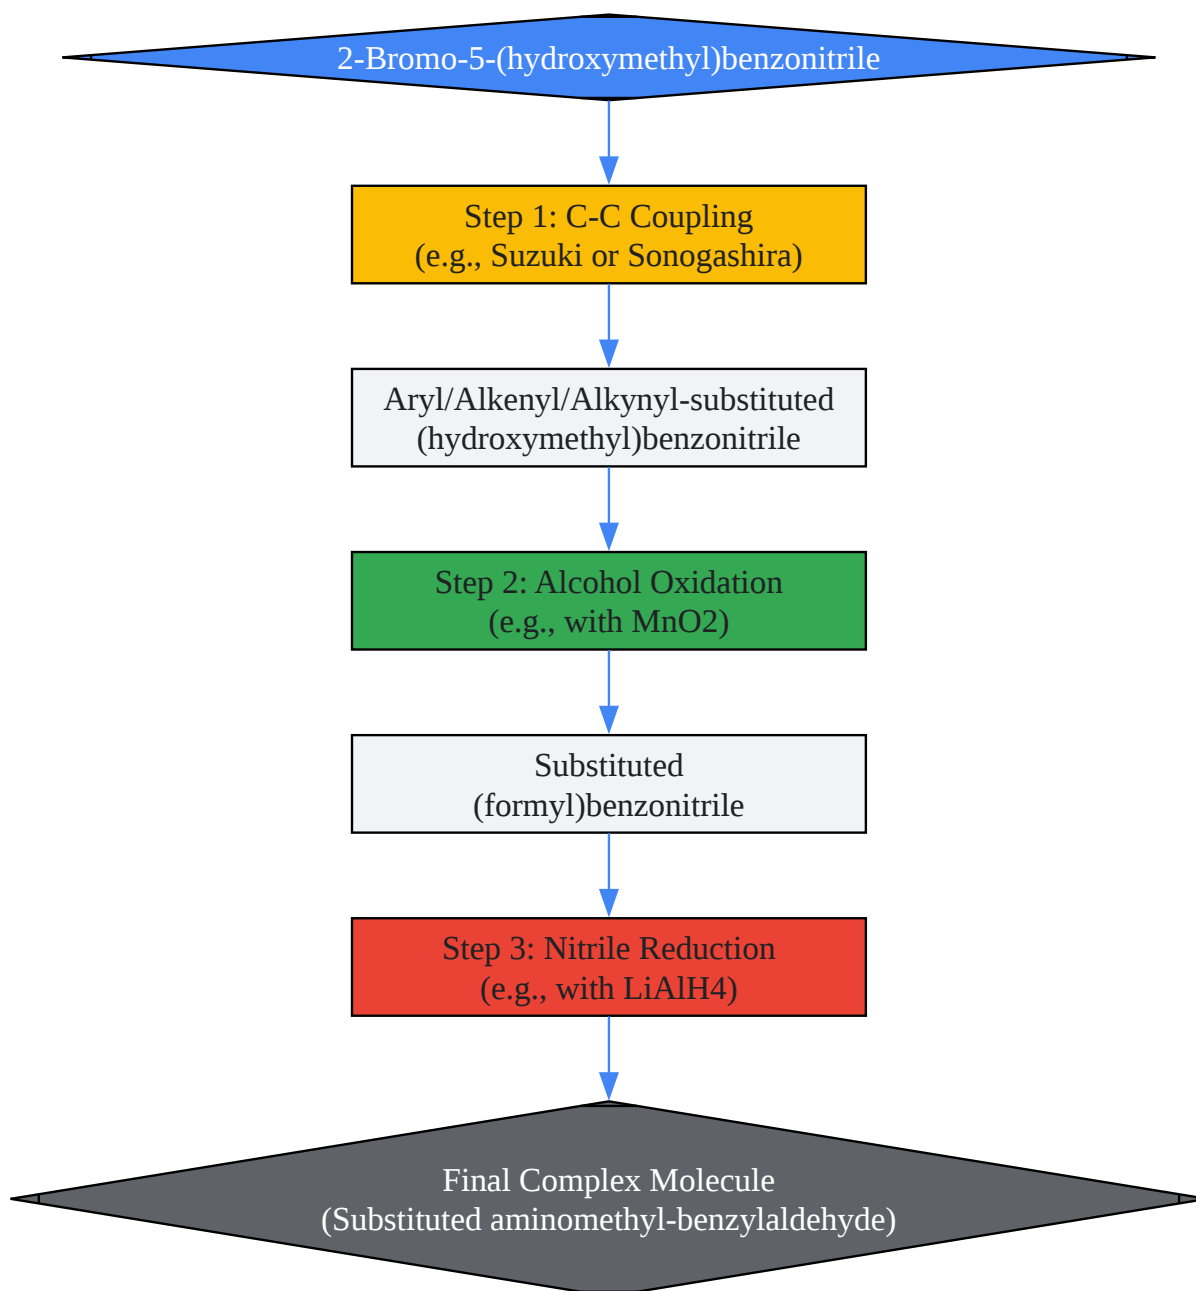 2-Bromo-5-(hydroxymethyl)benzonitrile
Step 1: C-C Coupling
(e.g., Suzuki or Sonogashira)
Aryl/Alkenyl/Alkynyl-substituted
(hydroxymethyl)benzonitrile
Step 2: Alcohol Oxidation
(e.g., with MnO2)
Substituted
(formyl)benzonitrile
Step 3: Nitrile Reduction
(e.g., with LiAlH4)
Final Complex Molecule
(Substituted aminomethyl-benzylaldehyde)